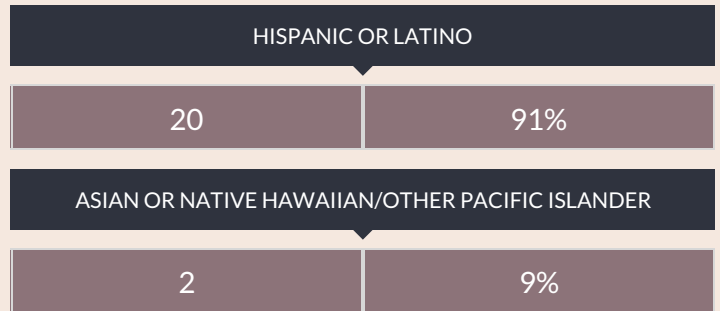 HISPANIC OR LATINO
20 91%
ASIAN OR NATIVE HAWAIIAN/OTHER PACIFIC ISLANDER
2 9%